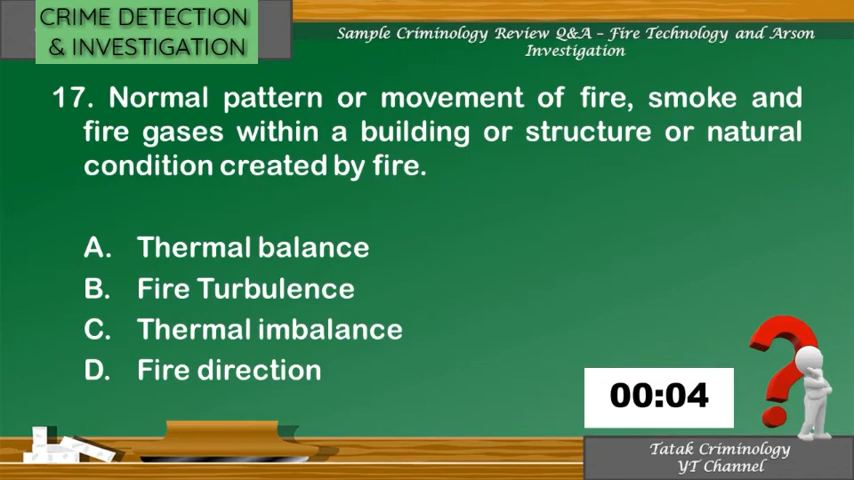 CRIME DETECTION
& INVESTIGATION
Sample Criminology Review Q&A – Fire Technology and Arson
Investigation
17. Normal pattern or movement of fire, smoke and
fire gases within a building or structure or natural
condition created by fire.
A. Thermal balance
B. Fire Turbulence
C. Thermal imbalance
D. Fire direction
00:04
Tatak Criminology
YT Channel